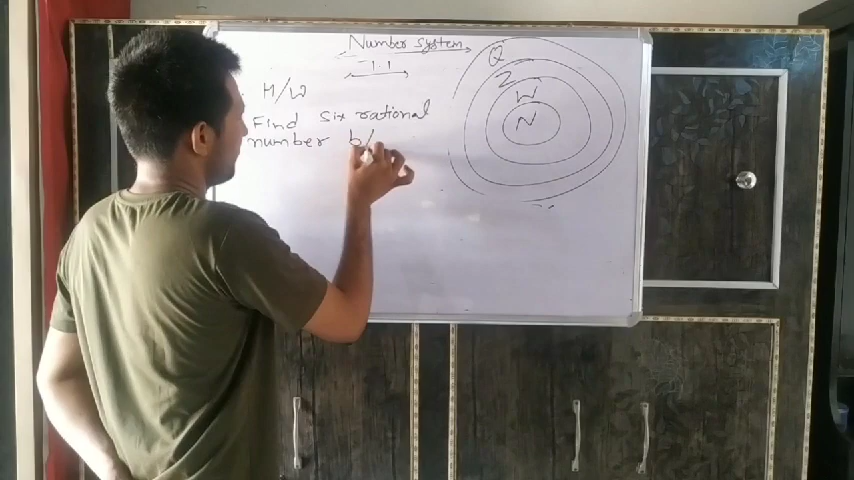 Number system
1.1
H/W
Find Six rational
number b/
Q
Z
W
N